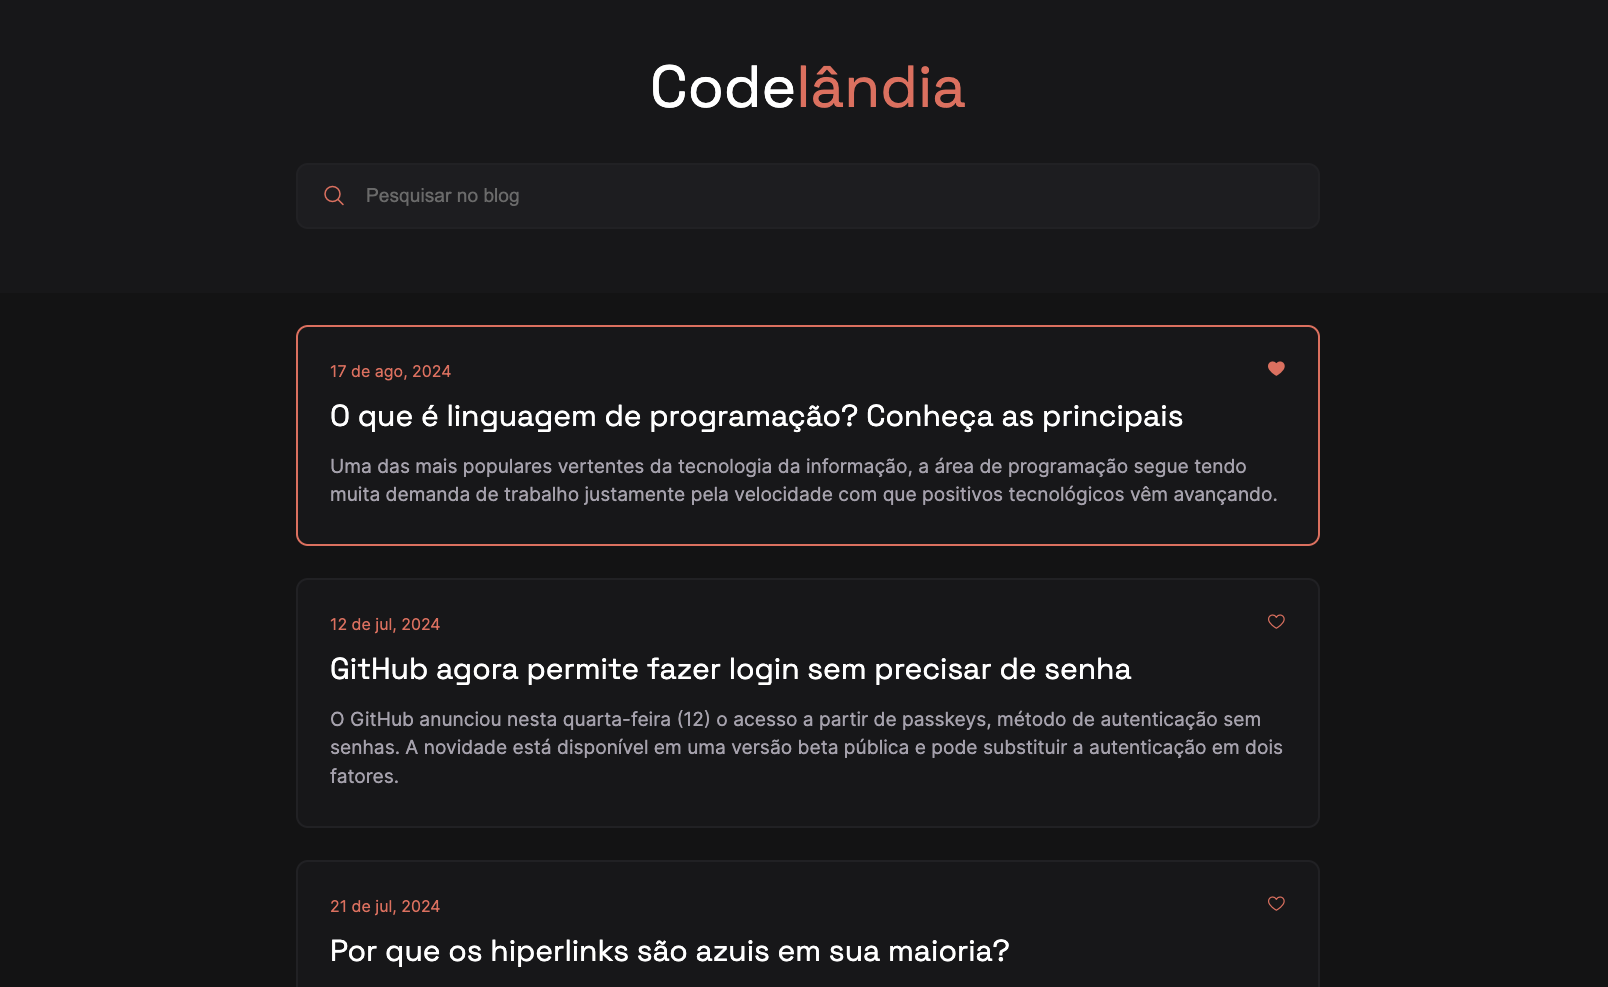 Codelândia
Pesquisar no blog
17 de ago, 2024
O que é linguagem de programação? Conheça as principais
Uma das mais populares vertentes da tecnologia da informação, a área de programação segue tendo
muita demanda de trabalho justamente pela velocidade com que positivos tecnológicos vêm avançando.
12 de jul, 2024
GitHub agora permite fazer login sem precisar de senha
O GitHub anunciou nesta quarta-feira (12) o acesso a partir de passkeys, método de autenticação sem
senhas. A novidade está disponível em uma versão beta pública e pode substituir a autenticação em dois
fatores.
21 de jul, 2024
Por que os hiperlinks são azuis em sua maioria?